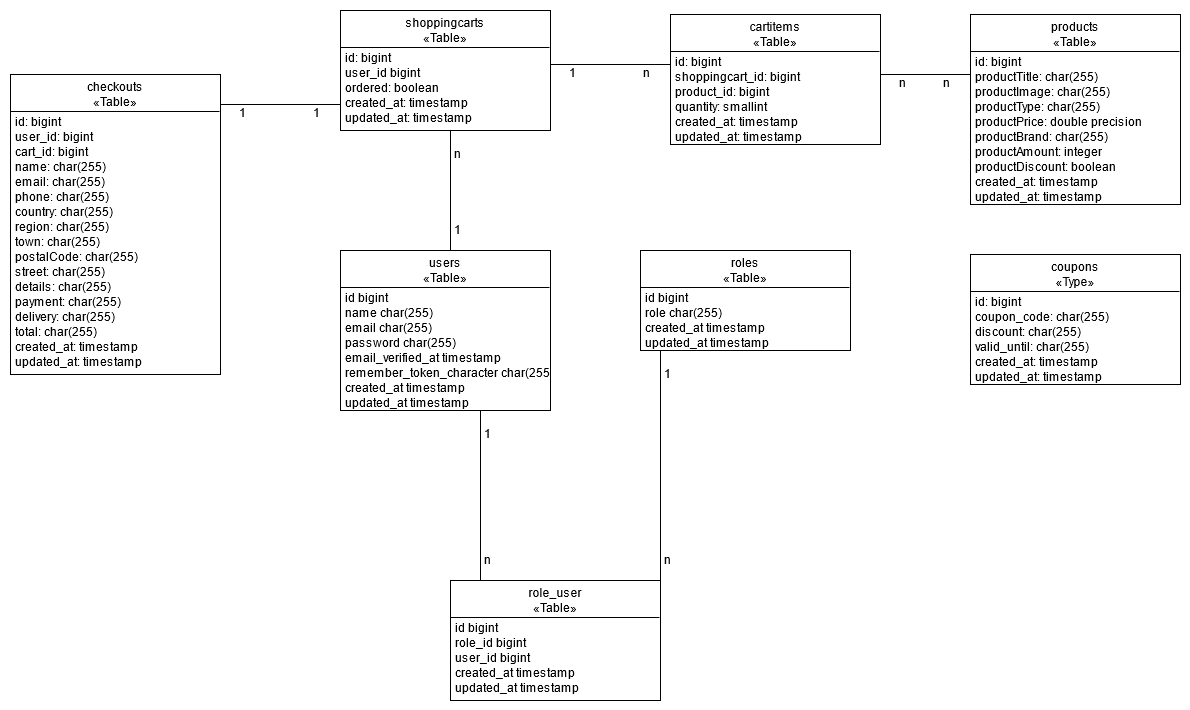 shoppingcarts
«Table»
id: bigint
user_id bigint
ordered: boolean
created_at: timestamp
updated_at: timestamp
cartitems
«Table»
id: bigint
shoppingcart_id: bigint
product_id: bigint
quantity: smallint
created_at: timestamp
updated_at: timestamp
products
«Table»
id: bigint
productTitle: char(255)
productImage: char(255)
productType: char(255)
productPrice: double precision
productBrand: char(255)
productAmount: integer
productDiscount: boolean
created_at: timestamp
updated_at: timestamp
1
n
n
n
checkouts
«Table»
id: bigint
user_id: bigint
cart_id: bigint
name: char(255)
email: char(255)
phone: char(255)
country: char(255)
region: char(255)
town: char(255)
postalCode: char(255)
street: char(255)
details: char(255)
payment: char(255)
delivery: char(255)
total: char(255)
created_at: timestamp
updated_at: timestamp
1
1
n
1
users
«Table»
id bigint
name char(255)
email char(255)
password char(255)
email_verified_at timestamp
remember_token_character char(255
created_at timestamp
updated_at timestamp
roles
«Table»
id bigint
role char(255)
created_at timestamp
updated_at timestamp
coupons
«Type»
id: bigint
coupon_code: char(255)
discount: char(255)
valid_until: char(255)
created_at: timestamp
updated_at: timestamp
1
1
n
n
role_user
«Table»
id bigint
role_id bigint
user_id bigint
created_at timestamp
updated_at timestamp